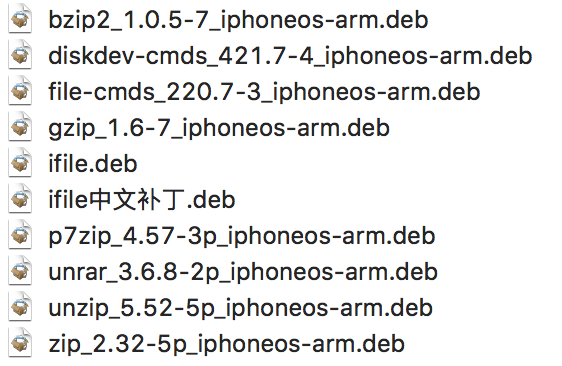 bzip2_1.0.5-7_iphoneos-arm.deb
diskdev-cmds_421.7-4_iphoneos-arm.deb
file-cmds_220.7-3_iphoneos-arm.deb
gzip_1.6-7_iphoneos-arm.deb
ifile.deb
ifile中文补丁.deb
p7zip_4.57-3p_iphoneos-arm.deb
unrar_3.6.8-2p_iphoneos-arm.deb
unzip_5.52-5p_iphoneos-arm.deb
zip_2.32-5p_iphoneos-arm.deb